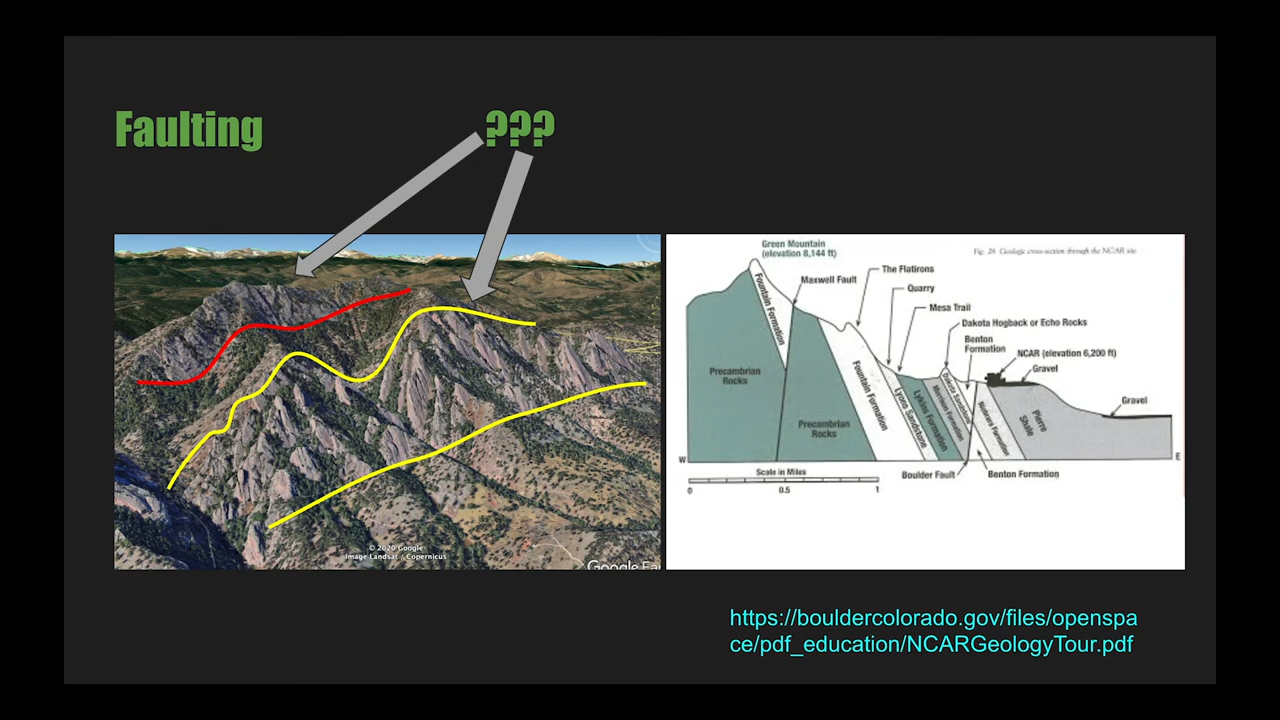 Faulting
???
© 2020 Google
Image Landsat / Copernicus
Google Ea
Green Mountain
(elevation 8,144 ft)
Fig. 28 Geologic cross-section through the NCAR site
Maxwell Fault
The Flatirons
Quarry
Mesa Trail
Dakota Hogback or Echo Rocks
Benton
Formation
NCAR (elevation 6,200 ft)
Gravel
Gravel
Fountain Formation
Precambrian
Rocks
Precambrian
Rocks
Fountain Formation
Lyons Sandstone
Lykins Formation
Morrison Formation
Dakota Sandstone
Niobrara Formation
Pierre
Shale
W
E
Scale in Miles
0
0.5
1
Boulder Fault
Benton Formation
https://bouldercolorado.gov/files/openspa
ce/pdf_education/NCARGeologyTour.pdf